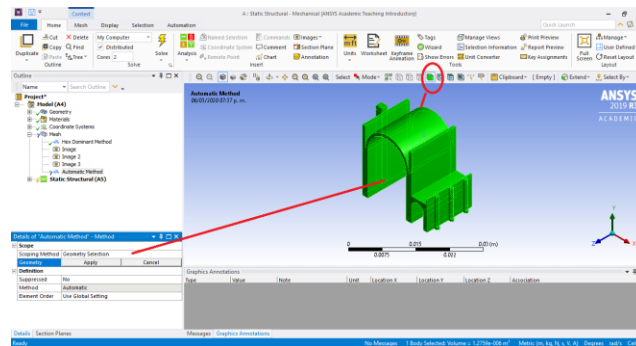 Context
A : Static Structural - Mechanical [ANSYS Academic Teaching Introductory]
File Home Mesh Display Selection Automation
Quick Launch
Duplicate
Cut Delete
Copy Find
Paste Tree
Outline
My Computer
Distributed
Cores 2
Solve
Solve
Analysis
Named Selection Commands Images
Coordinate System Comment Section Plane
Remote Point Chart Annotation
Insert
Units Worksheet Keyframe Animation
Tags
Wizard
Show Errors
Manage Views
Selection Information
Unit Converter
Print Preview
Report Preview
Key Assignments
Tools
Full Screen
Manage
User Defined
Reset Layout
Layout
Outline
Name Search Outline
Select Mode Clipboard [ Empty ] Extend Select By
Project*
Model (A4)
Geometry
Materials
Coordinate Systems
Mesh
Hex Dominant Method
Image
Image 2
Image 3
Automatic Method
Static Structural (A5)
Automatic Method
06/01/2020 07:37 p. m.
ANSYS
2019 R3
ACADEMIC
Y
X
Z
0 0.015 0.03 (m)
0.0075 0.022
Details of "Automatic Method" - Method
Scope
Scoping Method Geometry Selection
Geometry Apply Cancel
Definition
Suppressed No
Method Automatic
Element Order Use Global Setting
Graphics Annotations
Type Value Note Unit Location X Location Y Location Z Association
Details Section Planes
Messages Graphics Annotations
Ready
No Messages 1 Body Selected: Volume = 1.2759e-006 m³ Metric (m, kg, N, s, V, A) Degrees rad/s